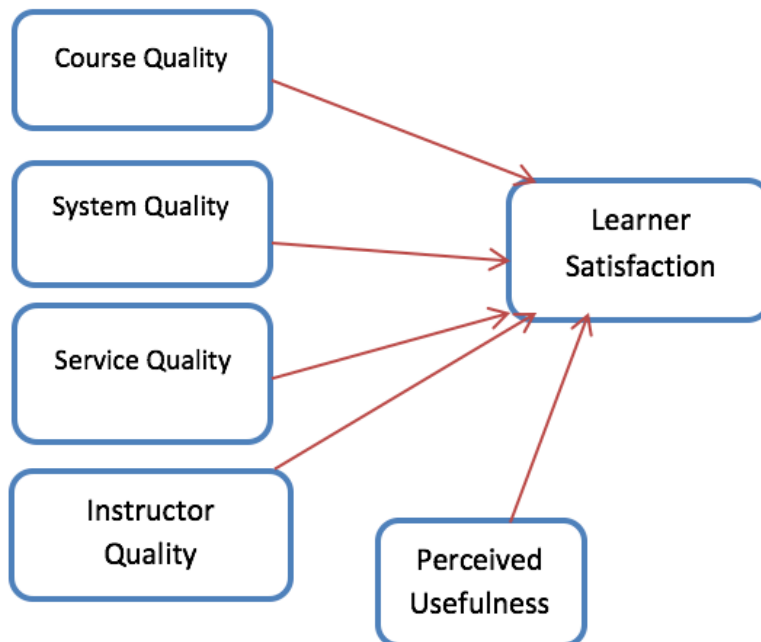 Course Quality
System Quality
Learner
Satisfaction
Service Quality
Instructor
Quality
Perceived
Usefulness